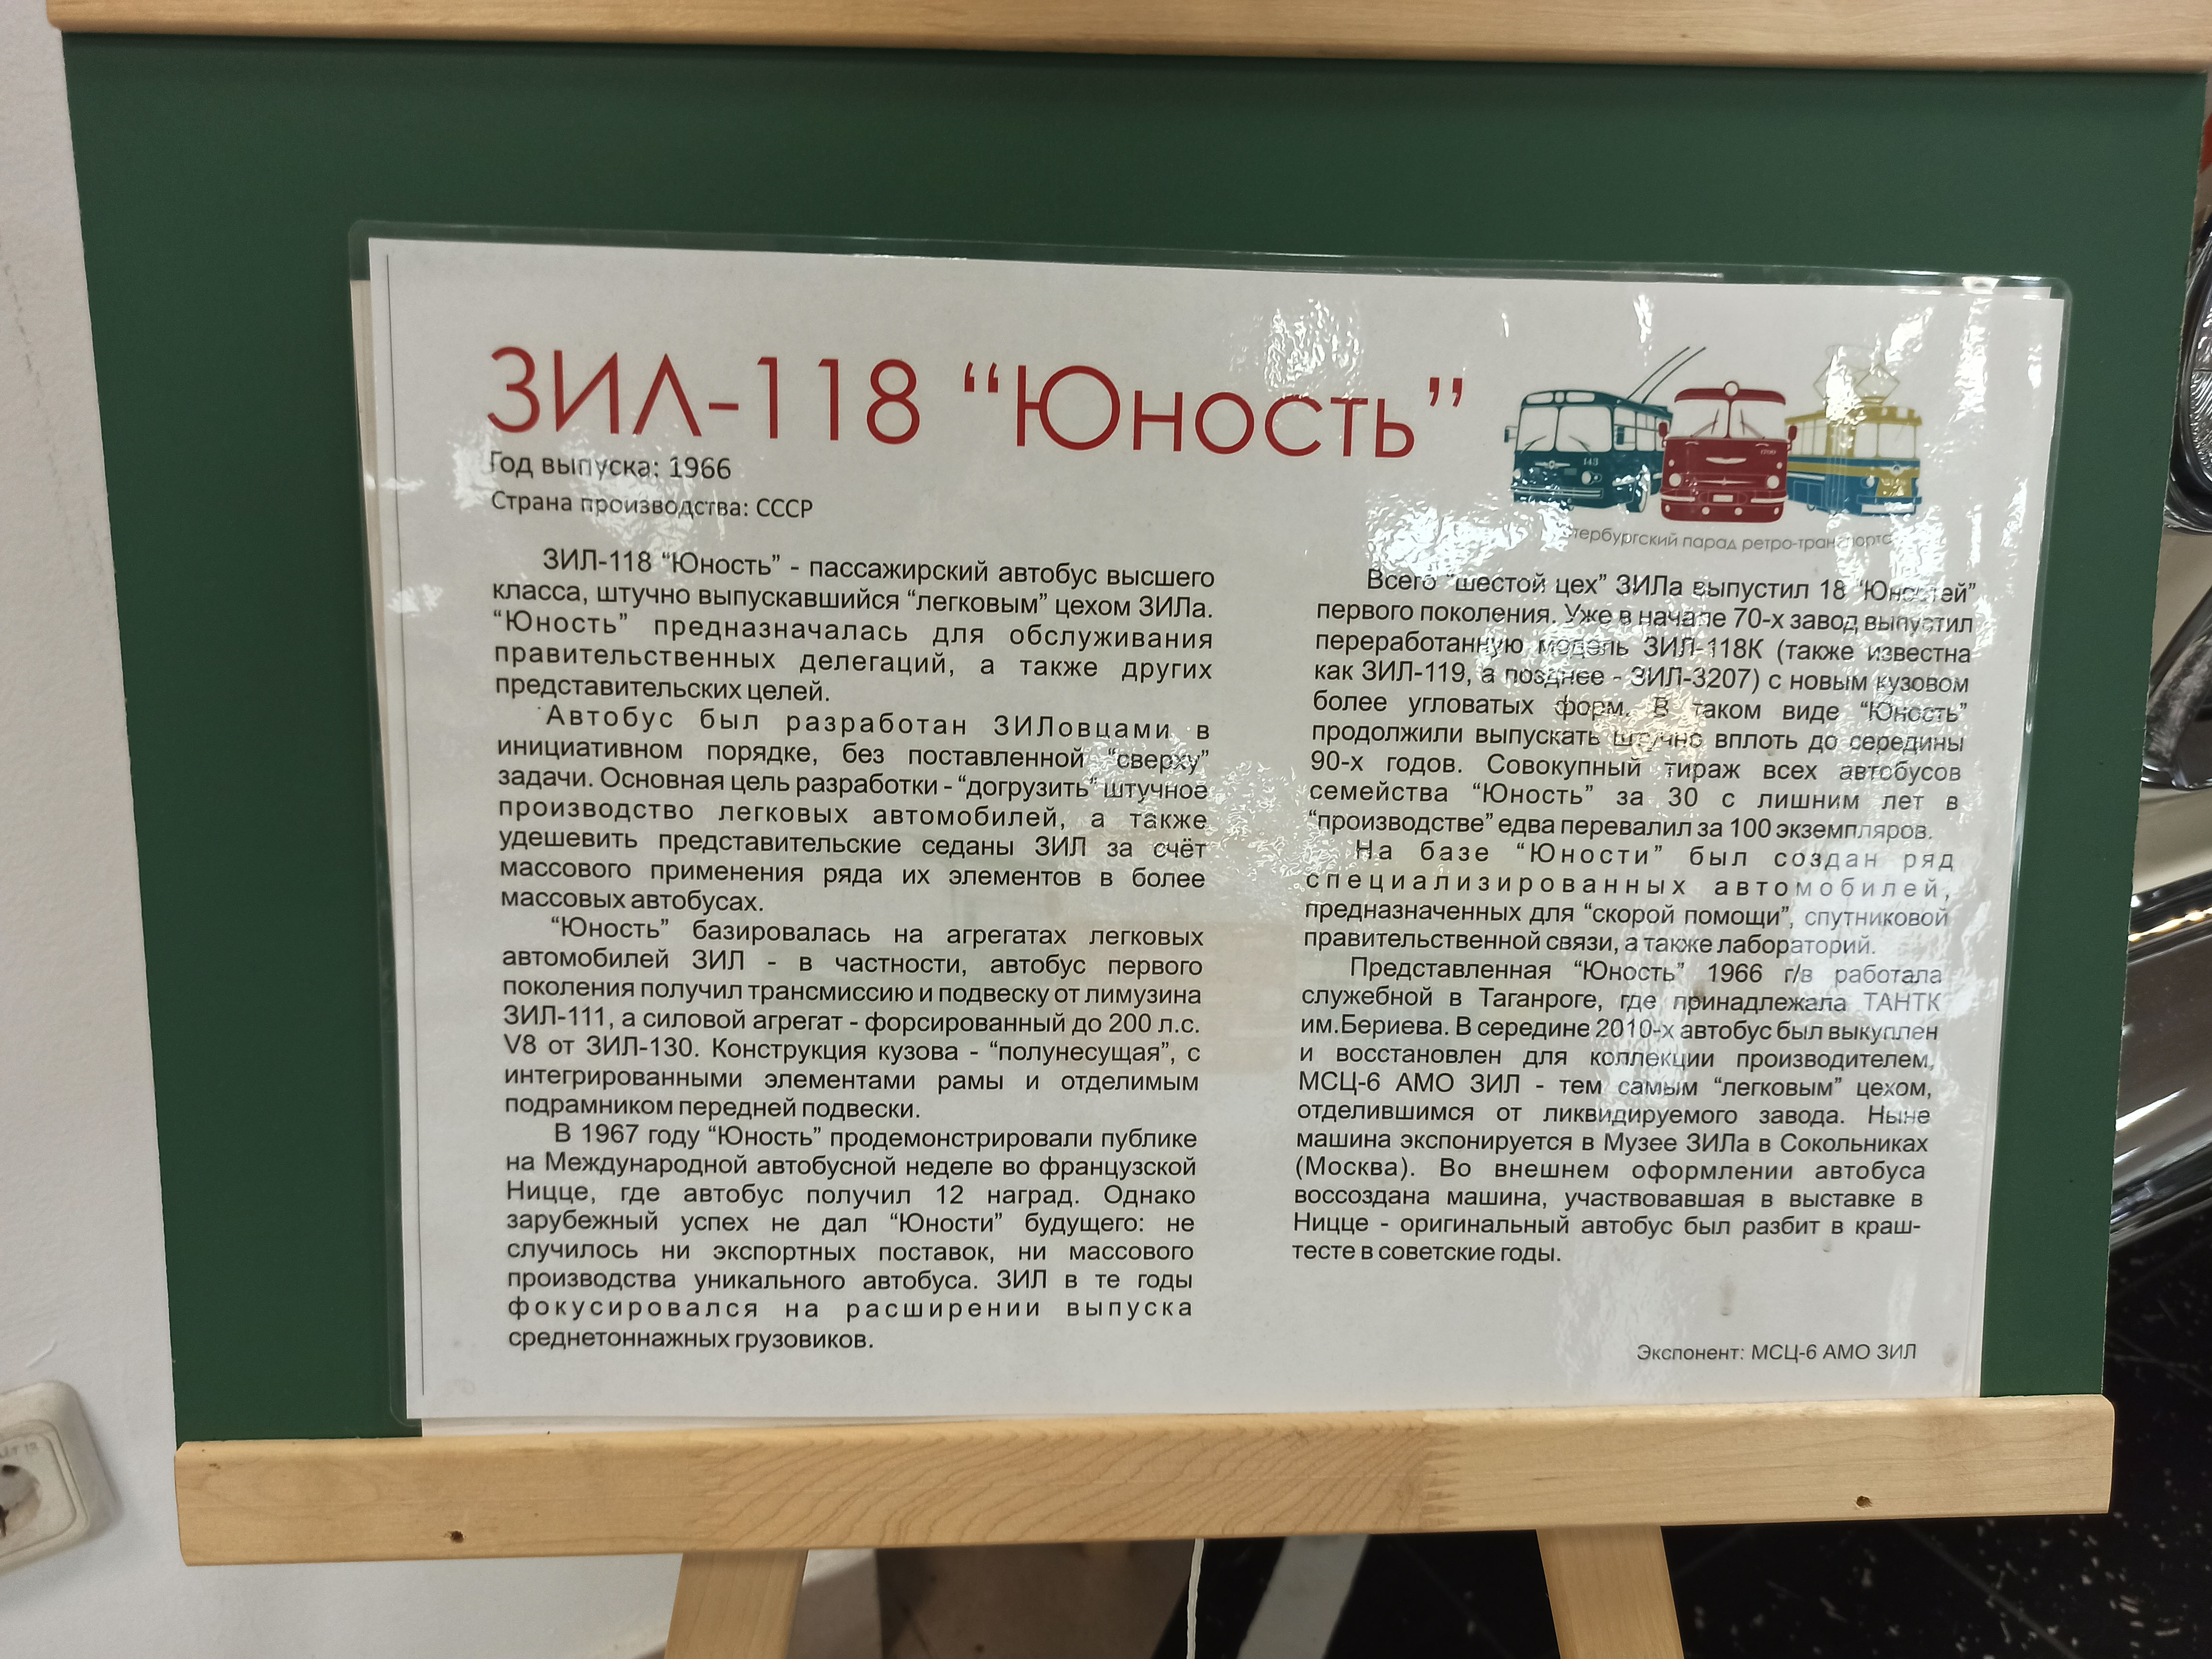 ЗИЛ-118 “Юность”
Год выпуска: 1966
Страна производства: СССР
143
ЗИЛ-118 “Юность” - пассажирский автобус высшего
класса, штучно выпускавшийся “легковым” цехом ЗИЛа.
“Юность” предназначалась для обслуживания
правительственных делегаций, а также других
представительских целей.
Автобус был разработан ЗИЛовцами в
инициативном порядке, без поставленной “сверху”
задачи. Основная цель разработки - “догрузить“ штучное
производство легковых автомобилей, а также
удешевить представительские седаны ЗИЛ за счёт
массового применения ряда их элементов в более
массовых автобусах.
“Юность” базировалась на агрегатах легковых
автомобилей ЗИЛ - в частности, автобус первого
поколения получил трансмиссию и подвеску от лимузина
ЗИЛ-111, а силовой агрегат - форсированный до 200 л.с.
V8 от ЗИЛ-130. Конструкция кузова - “полунесущая”, с
интегрированными элементами рамы и отделимым
подрамником передней подвески.
В 1967 году “Юность” продемонстрировали публике
на Международной автобусной неделе во французской
Ницце, где автобус получил 12 наград. Однако
зарубежный успех не дал “Юности” будущего: не
случилось ни экспортных поставок, ни массового
производства уникального автобуса. ЗИЛ в те годы
фокусировался на расширении выпуска
среднетоннажных грузовиков.
парад ретро-транспорта
Всего “шестой цех” ЗИЛа выпустил 18 “Юностей”
первого поколения. Уже в начале 70-х завод выпустил
переработанную модель ЗИЛ-118К (также известна
как ЗИЛ-119, а позднее - ЗИЛ-3207) с новым кузовом
более угловатых форм. В таком виде “Юность”
продолжили выпускать штучно вплоть до середины
90-х годов. Совокупный тираж всех автобусов
семейства “Юность” за 30 с лишним лет в
“производстве” едва перевалил за 100 экземпляров.
На базе “Юности” был создан ряд
специализированных автомобилей,
предназначенных для “скорой помощи”, спутниковой
правительственной связи, а также лабораторий.
Представленная “Юность” 1966 г/в работала
служебной в Таганроге, где принадлежала ТАНТК
им.Бериева. В середине 2010-х автобус был выкуплен
и восстановлен для коллекции производителем,
МСЦ-6 АМО ЗИЛ - тем самым “легковым” цехом,
отделившимся от ликвидируемого завода. Ныне
машина экспонируется в Музее ЗИЛа в Сокольниках
(Москва). Во внешнем оформлении автобуса
воссоздана машина, участвовавшая в выставке в
Ницце - оригинальный автобус был разбит в краш-
тесте в советские годы.
Экспонент: МСЦ-6 АМО ЗИЛ